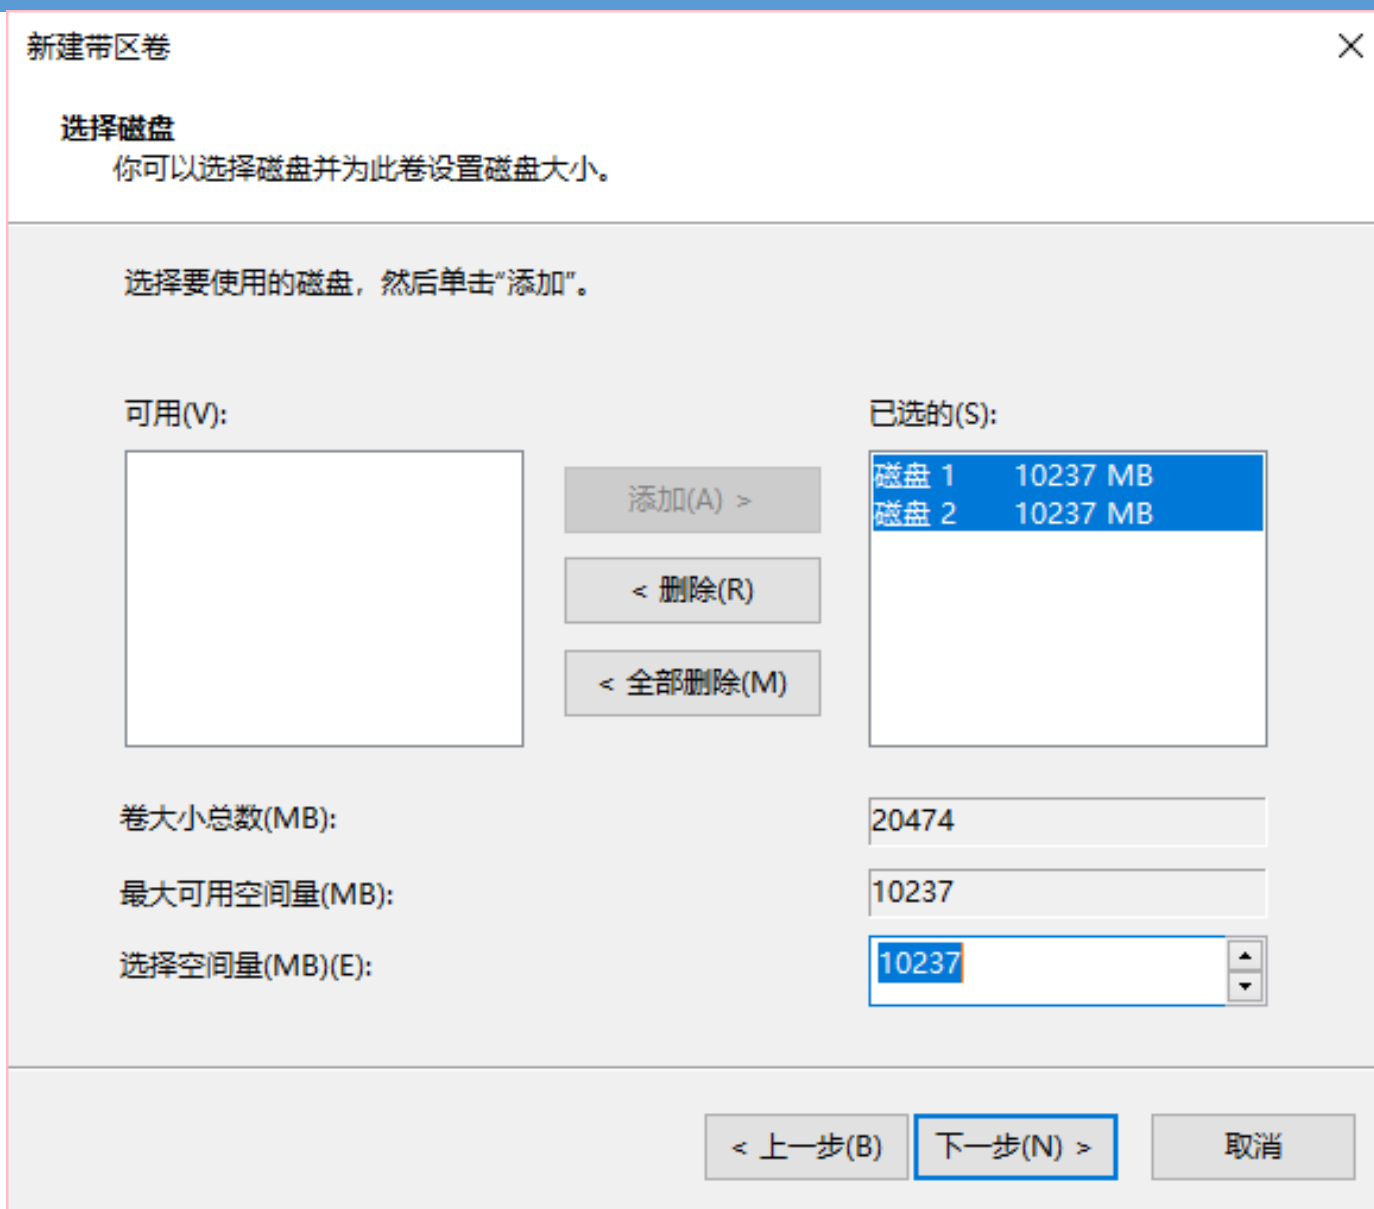 新建带区卷
选择磁盘
你可以选择磁盘并为此卷设置磁盘大小。
选择要使用的磁盘，然后单击“添加”。
可用(V):
已选的(S):
磁盘 1 10237 MB
磁盘 2 10237 MB
添加(A) >
< 删除(R)
< 全部删除(M)
卷大小总数(MB): 20474
最大可用空间量(MB): 10237
选择空间量(MB)(E): 10237
< 上一步(B) 下一步(N) > 取消